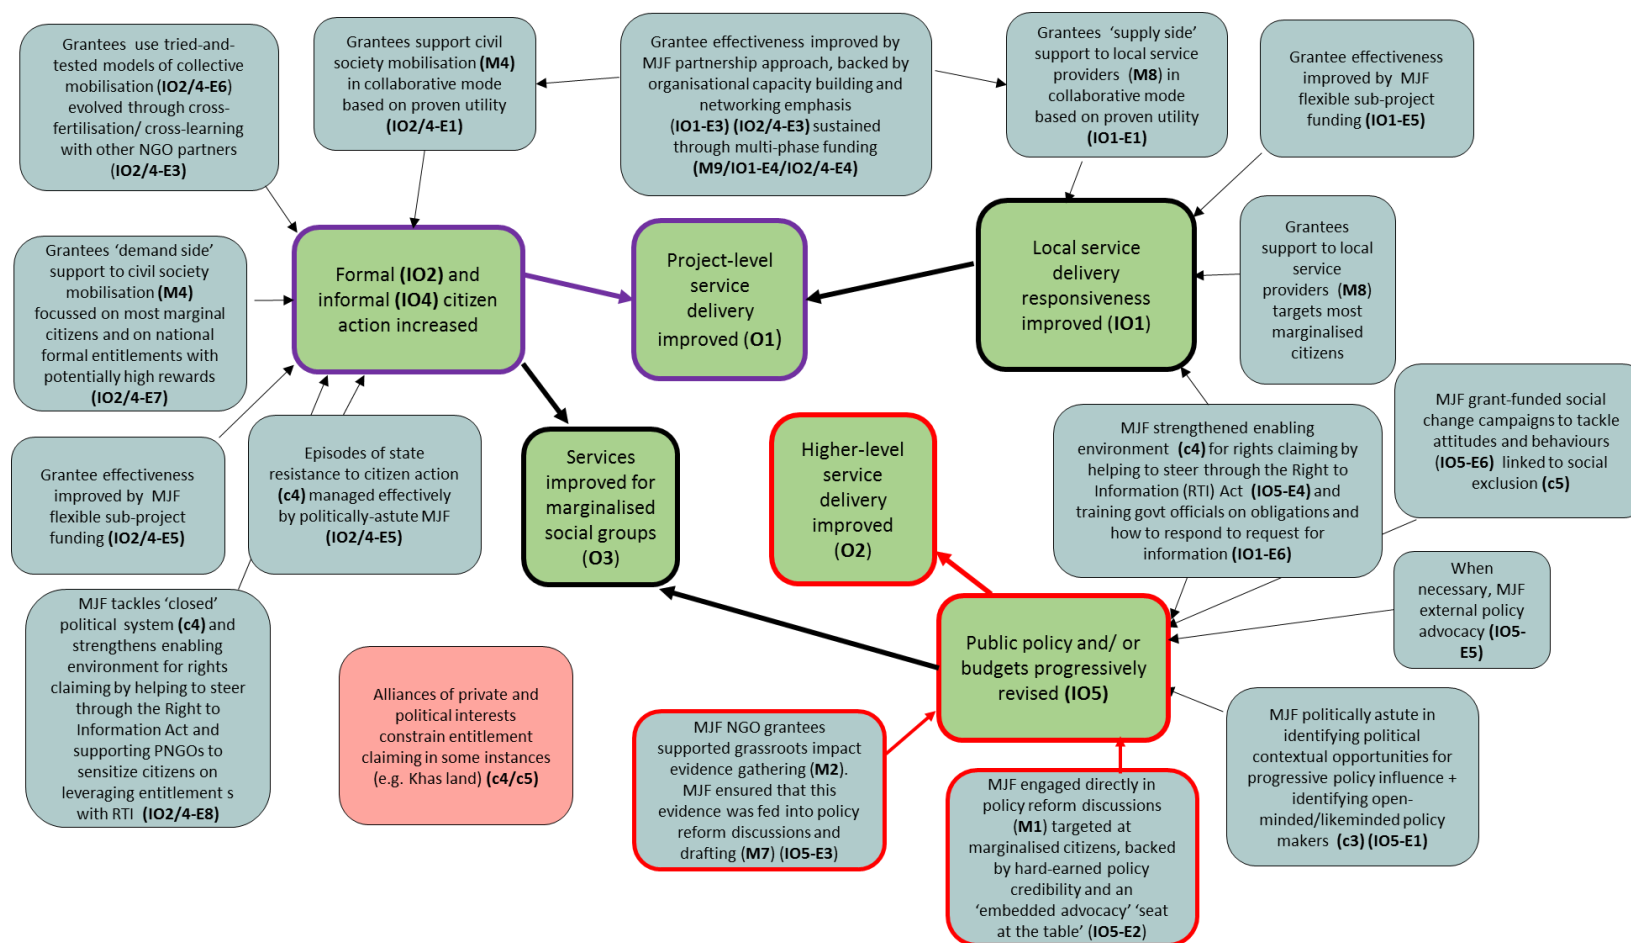 Grantees use tried-and-
tested models of collective
mobilisation (IO2/4-E6)
evolved through cross-
fertilisation/ cross-learning
with other NGO partners
(IO2/4-E3)
Grantees support civil
society mobilisation (M4)
in collaborative mode
based on proven utility
(IO2/4-E1)
Grantee effectiveness improved by
MJF partnership approach, backed by
organisational capacity building and
networking emphasis
(IO1-E3) (IO2/4-E3) sustained
through multi-phase funding
(M9/IO1-E4/IO2/4-E4)
Grantees ‘supply side’
support to local service
providers (M8) in
collaborative mode
based on proven utility
(IO1-E1)
Grantee effectiveness
improved by MJF
flexible sub-project
funding (IO1-E5)
Grantees ‘demand side’
support to civil society
mobilisation (M4)
focussed on most marginal
citizens and on national
formal entitlements with
potentially high rewards
(IO2/4-E7)
Formal (IO2) and
informal (IO4) citizen
action increased
Project-level
service
delivery
improved (O1)
Local service
delivery
responsiveness
improved (IO1)
Grantees
support to local
service
providers (M8)
targets most
marginalised
citizens
Grantee effectiveness
improved by MJF
flexible sub-project
funding (IO2/4-E5)
Episodes of state
resistance to citizen action
(c4) managed effectively
by politically-astute MJF
(IO2/4-E5)
Services
improved for
marginalised
social groups
(O3)
Higher-level
service
delivery
improved
(O2)
MJF strengthened enabling
environment (c4) for rights claiming by
helping to steer through the Right to
Information (RTI) Act (IO5-E4) and
training govt officials on obligations and
how to respond to request for
information (IO1-E6)
MJF grant-funded social
change campaigns to tackle
attitudes and behaviours
(IO5-E6) linked to social
exclusion (c5)
When
necessary, MJF
external policy
advocacy (IO5-
E5)
MJF tackles ‘closed’
political system (c4) and
strengthens enabling
environment for rights
claiming by helping to steer
through the Right to
Information Act and
supporting PNGOs to
sensitize citizens on
leveraging entitlement s
with RTI (IO2/4-E8)
Alliances of private and
political interests
constrain entitlement
claiming in some instances
(e.g. Khas land) (c4/c5)
Public policy and/ or
budgets progressively
revised (IO5)
MJF NGO grantees
supported grassroots impact
evidence gathering (M2).
MJF ensured that this
evidence was fed into policy
reform discussions and
drafting (M7) (IO5-E3)
MJF engaged directly in
policy reform discussions
(M1) targeted at
marginalised citizens, backed
by hard-earned policy
credibility and an
‘embedded advocacy’ ‘seat
at the table’ (IO5-E2)
MJF politically astute in
identifying political
contextual opportunities for
progressive policy influence +
identifying open-
minded/likeminded policy
makers (c3) (IO5-E1)